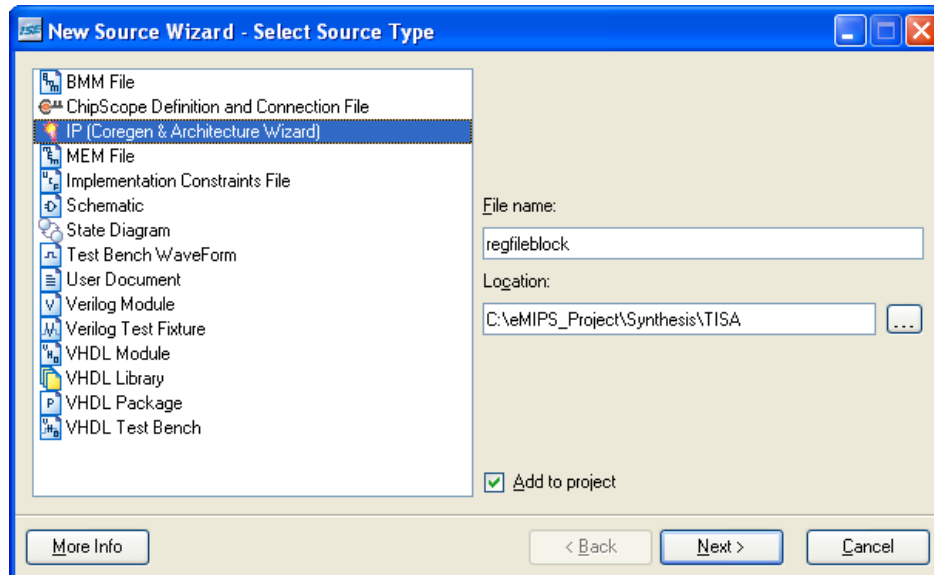 ISE New Source Wizard - Select Source Type
BMM File
ChipScope Definition and Connection File
IP (Coregen & Architecture Wizard)
MEM File
Implementation Constraints File
Schematic
State Diagram
Test Bench WaveForm
User Document
Verilog Module
Verilog Test Fixture
VHDL Module
VHDL Library
VHDL Package
VHDL Test Bench
File name:
regfileblock
Location:
C:\eMIPS_Project\Synthesis\TISA
...
Add to project
More Info
< Back
Next >
Cancel